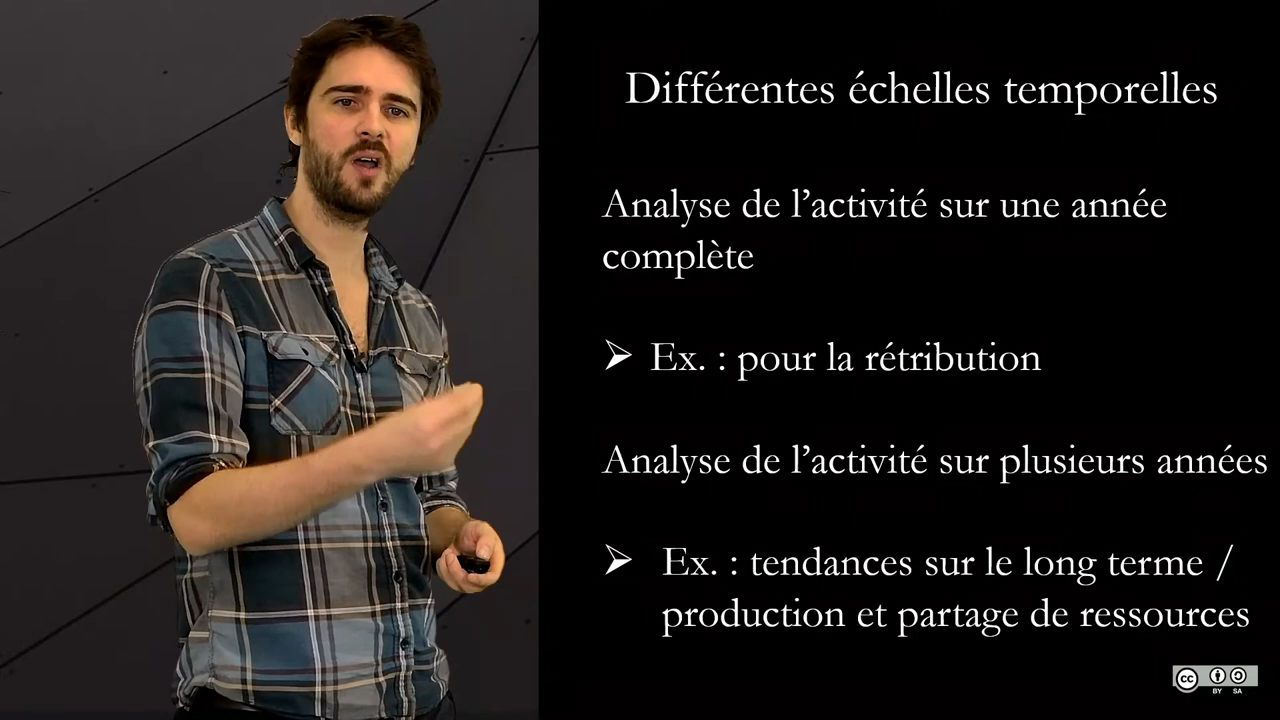 Différentes échelles temporelles
Analyse de l’activité sur une année
complète
➢ Ex. : pour la rétribution
Analyse de l’activité sur plusieurs années
➢ Ex. : tendances sur le long terme /
production et partage de ressources
cc
BY SA